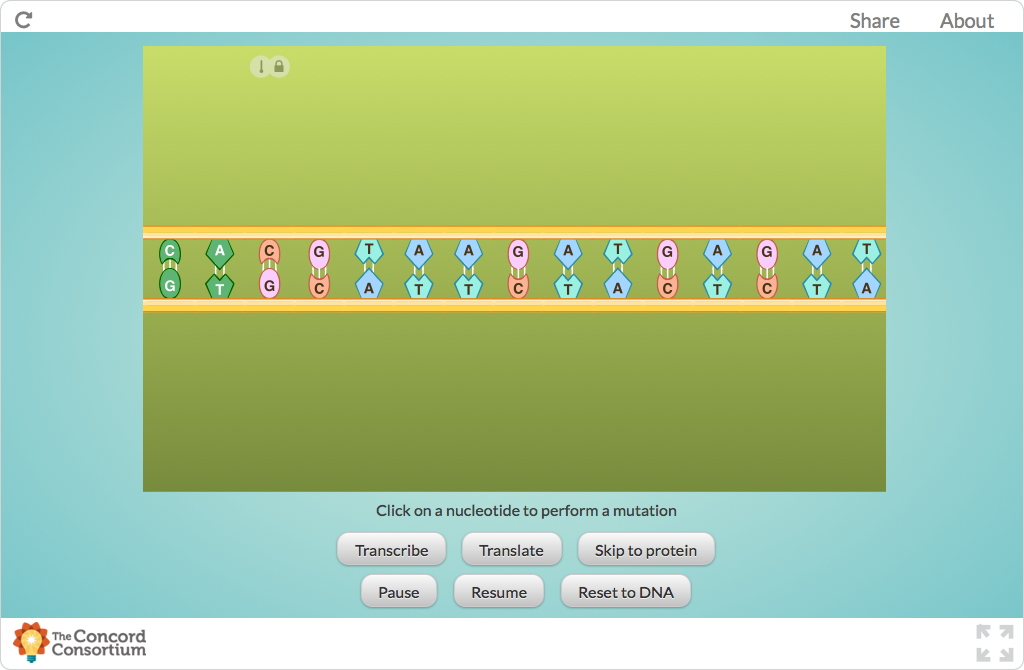 Share About
C A C G T A A G A T G A G A T
G T G C A T T C T A C T C T A
Click on a nucleotide to perform a mutation
Transcribe Translate Skip to protein
Pause Resume Reset to DNA
The Concord
Consortium